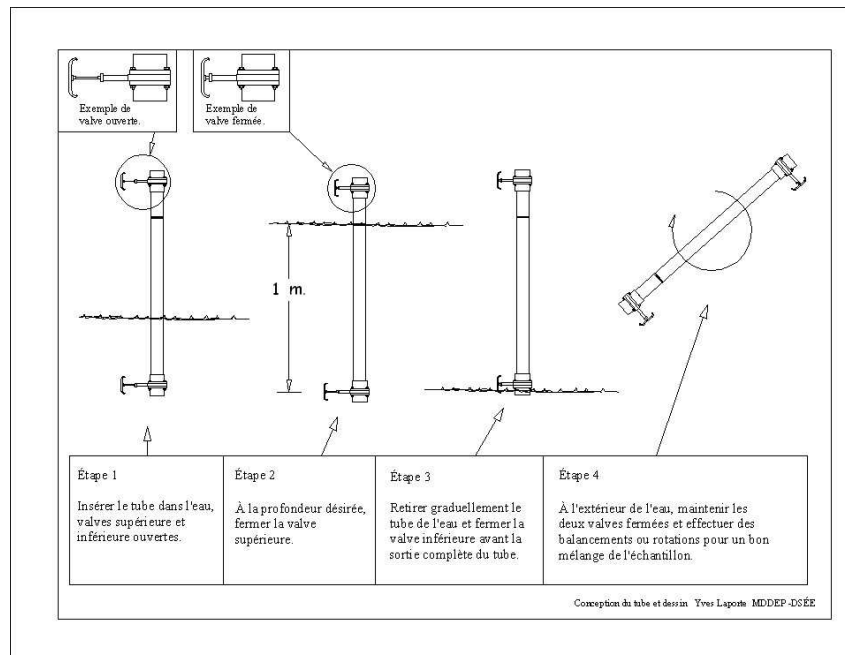 Exemple de
valve ouverte.
Exemple de
valve fermée.
1 m.
Étape 1
Insérer le tube dans l'eau,
valves supérieure et
inférieure ouvertes.
Étape 2
À la profondeur désirée,
fermer la valve
supérieure.
Étape 3
Retirer graduellement le
tube de l'eau et fermer la
valve inférieure avant la
sortie complète du tube.
Étape 4
À l'extérieur de l'eau, maintenir les
deux valves fermées et effectuer des
balancements ou rotations pour un bon
mélange de l'échantillon.
Conception du tube et dessin Yves Laporte MDDEP-DSÉE